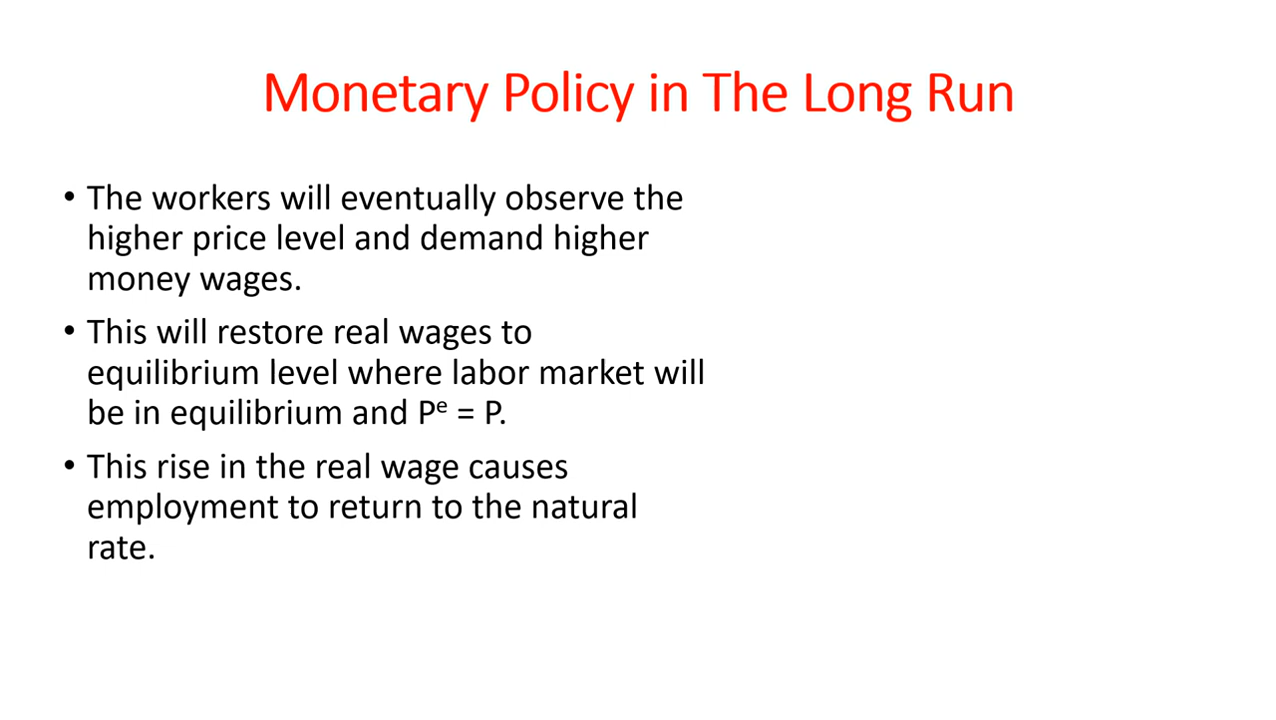 Monetary Policy in The Long Run
• The workers will eventually observe the
higher price level and demand higher
money wages.
• This will restore real wages to
equilibrium level where labor market will
be in equilibrium and Pᵉ = P.
• This rise in the real wage causes
employment to return to the natural
rate.